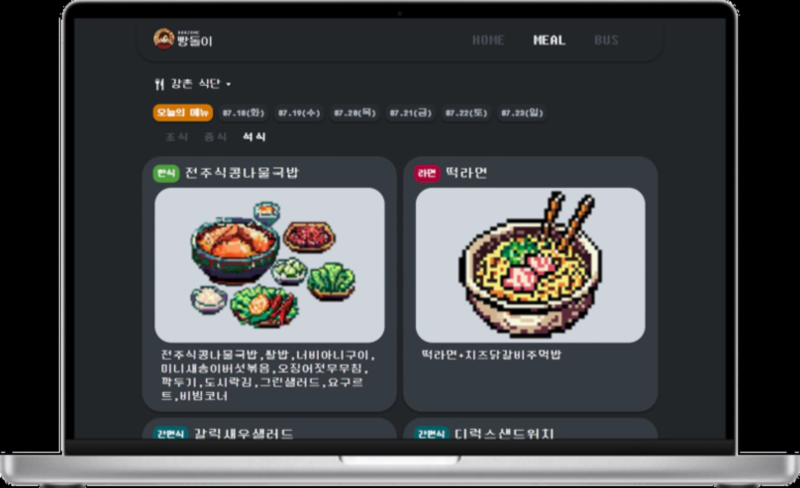 빵돌이
HOME MEAL BUS
강촌 식단
오늘의 메뉴 07.18(화) 07.19(수) 07.20(목) 07.21(금) 07.22(토) 07.23(일)
조식 중식 석식
한식 전주식콩나물국밥
라면 떡라면
전주식콩나물국밥,쌀밥,너비아니구이,
미니새송이버섯볶음,오징어젓무무침,
깍두기,도시락김,그린샐러드,요구르
트,비빔코너
떡라면+치즈닭갈비주먹밥
간편식 갈릭새우샐러드
간편식 디럭스샌드위치